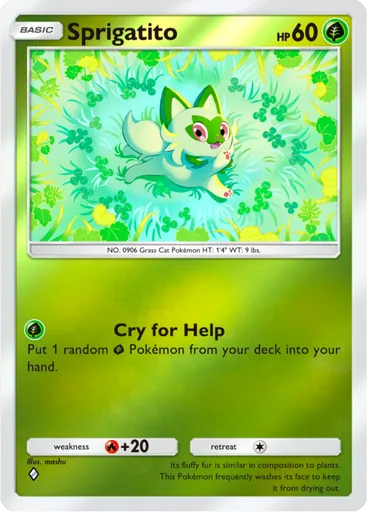 BASIC Sprigatito HP 60
NO. 0906 Grass Cat Pokémon HT: 1'4" WT: 9 lbs.
Cry for Help
Put 1 random Pokémon from your deck into your
hand.
weakness +20 retreat
Illus. mashu
Its fluffy fur is similar in composition to plants.
This Pokémon frequently washes its face to keep
it from drying out.